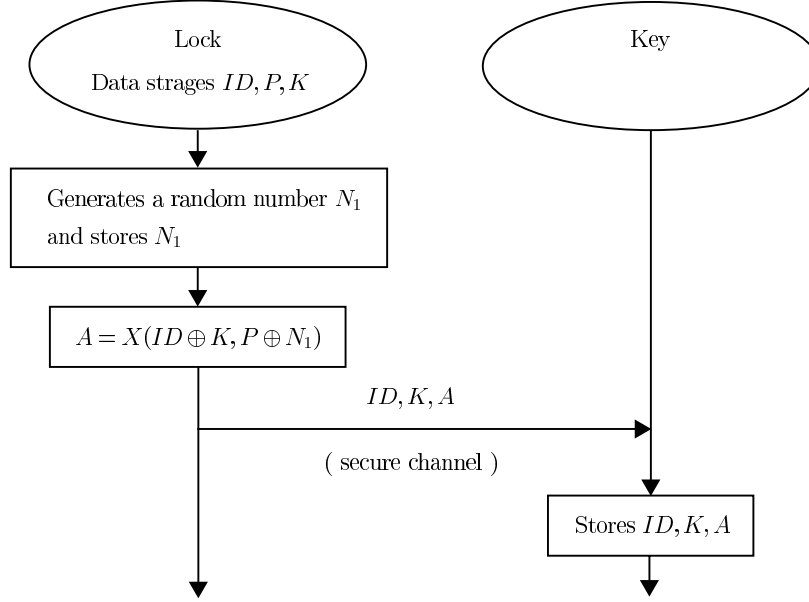 Lock
Data strages ID, P, K
Key
Generates a random number N₁
and stores N₁
A = X(ID ⊕ K, P ⊕ N₁)
ID, K, A
( secure channel )
Stores ID, K, A